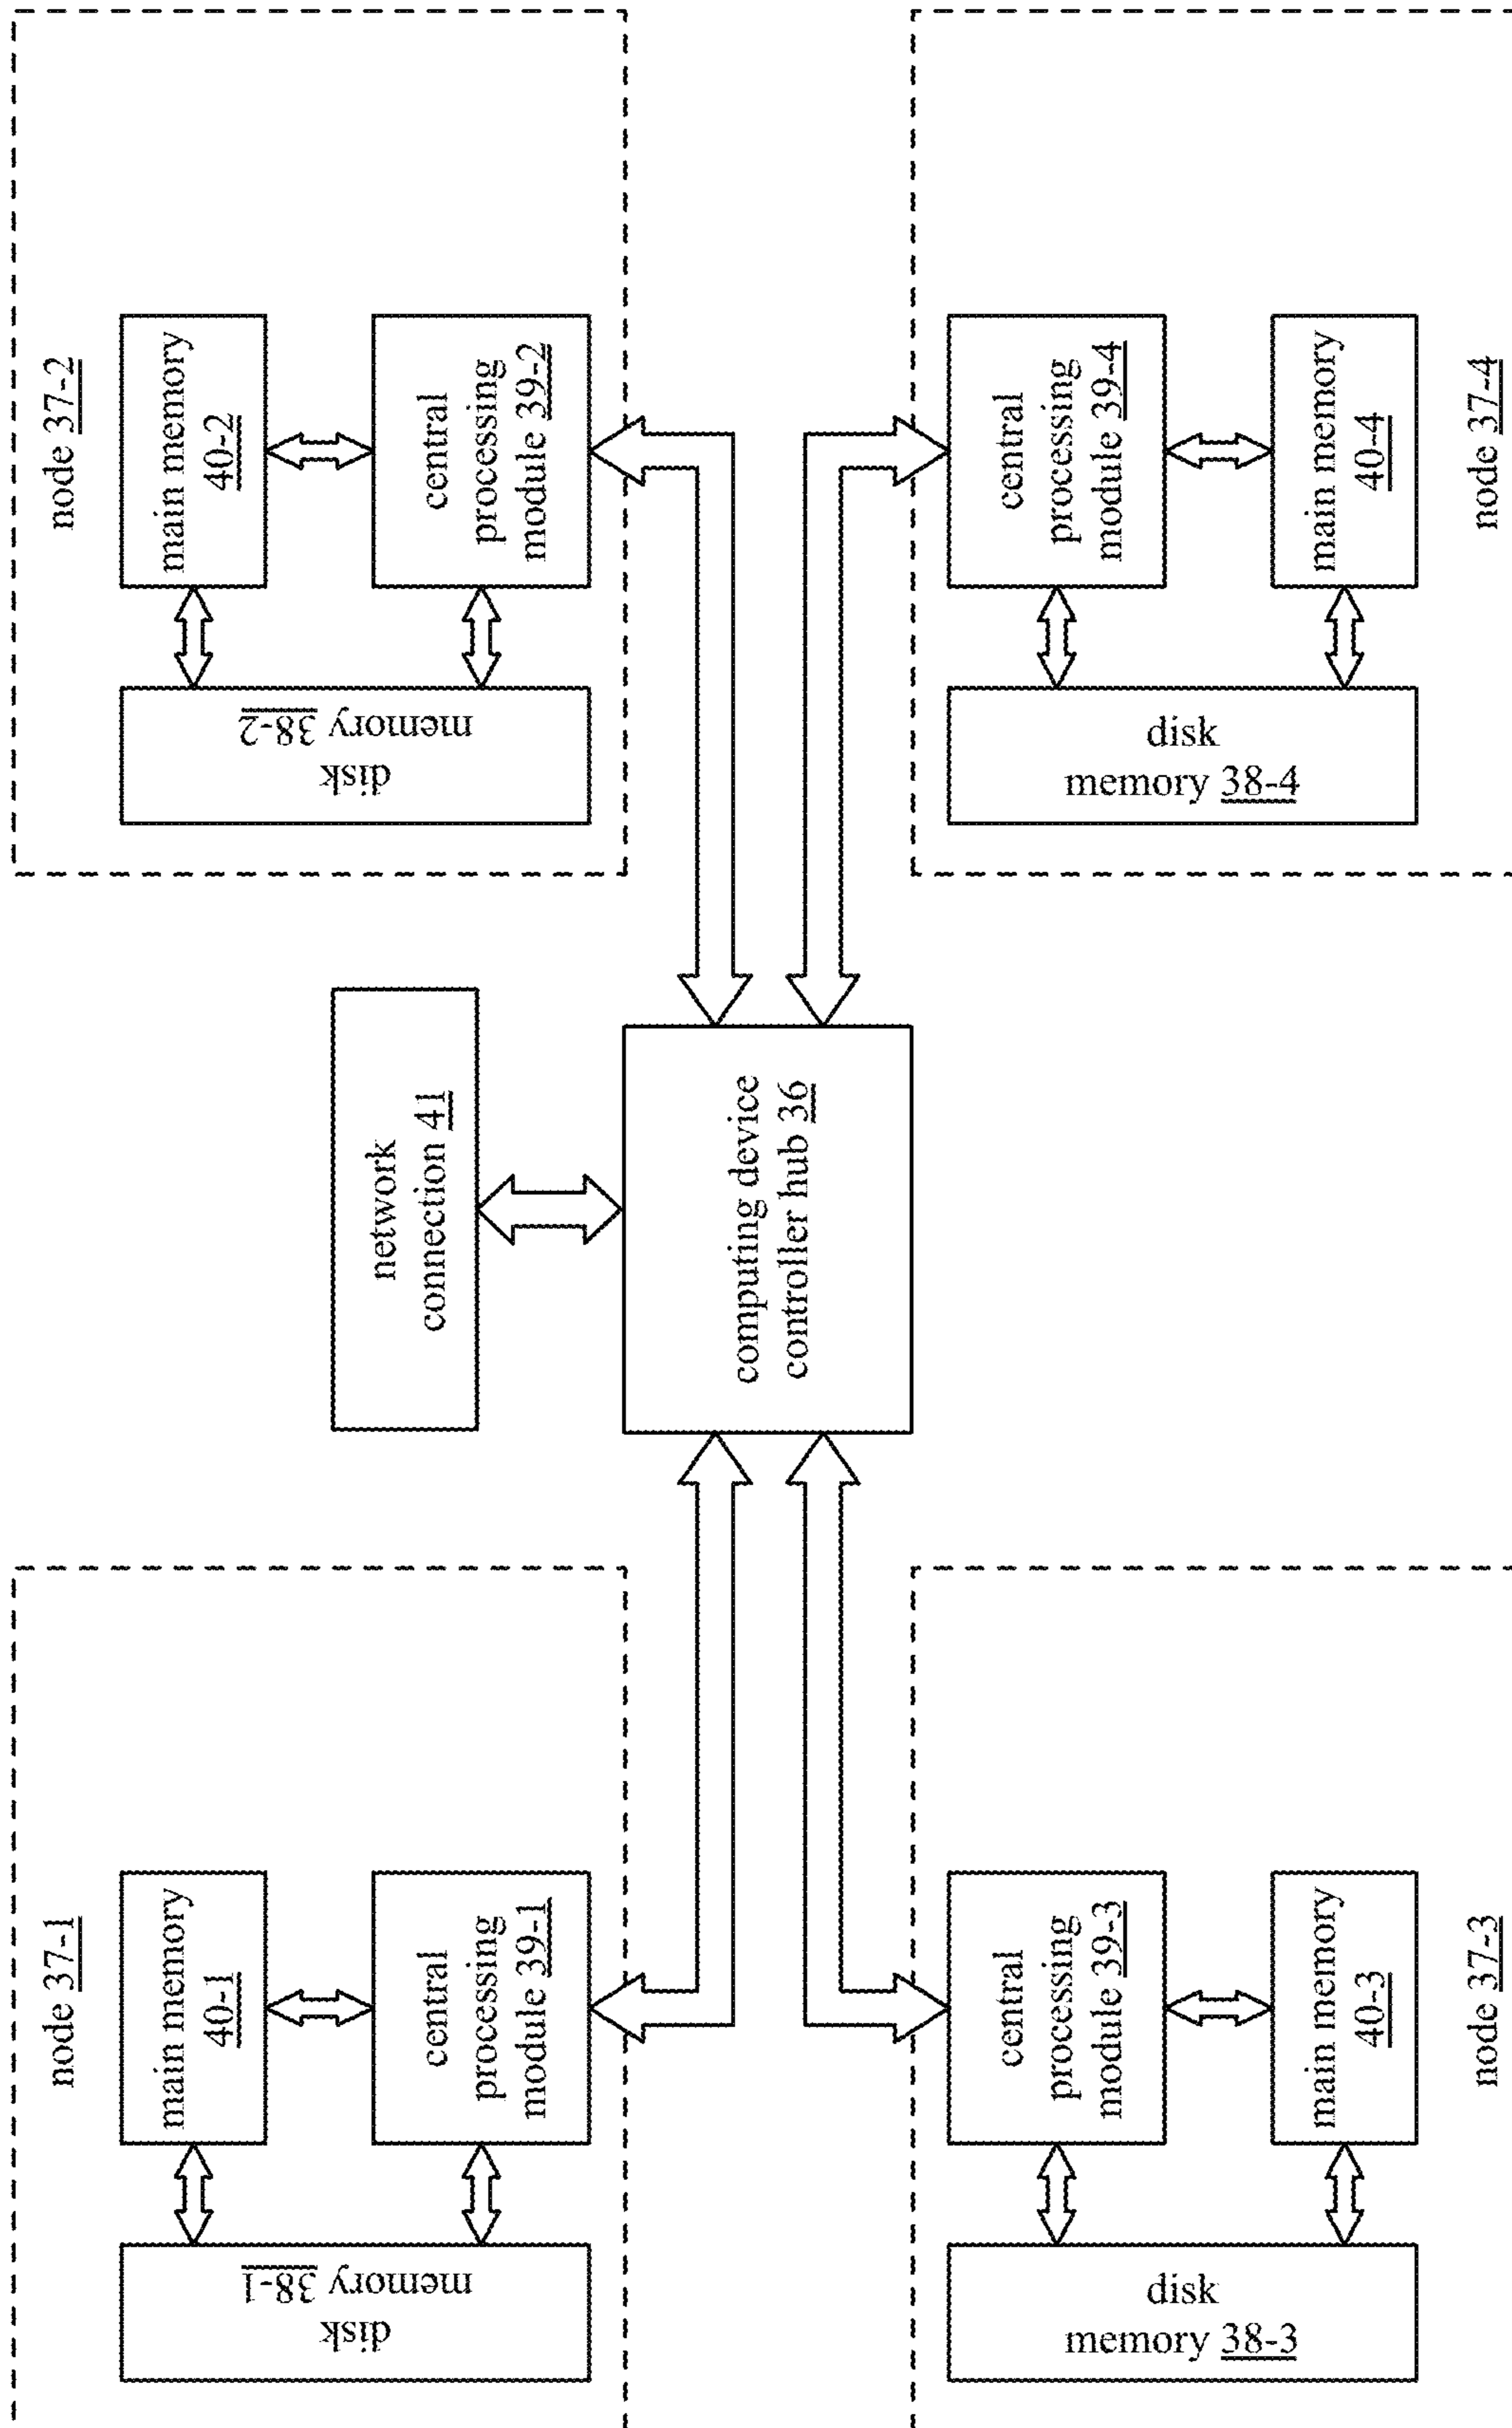 node 37-1
main memory
40-1
central
processing
module 39-1
disk
memory 38-1
node 37-2
main memory
40-2
central
processing
module 39-2
disk
memory 38-2
network
connection 41
computing device
controller hub 36
central
processing
module 39-3
main memory
40-3
disk
memory 38-3
node 37-3
central
processing
module 39-4
main memory
40-4
disk
memory 38-4
node 37-4